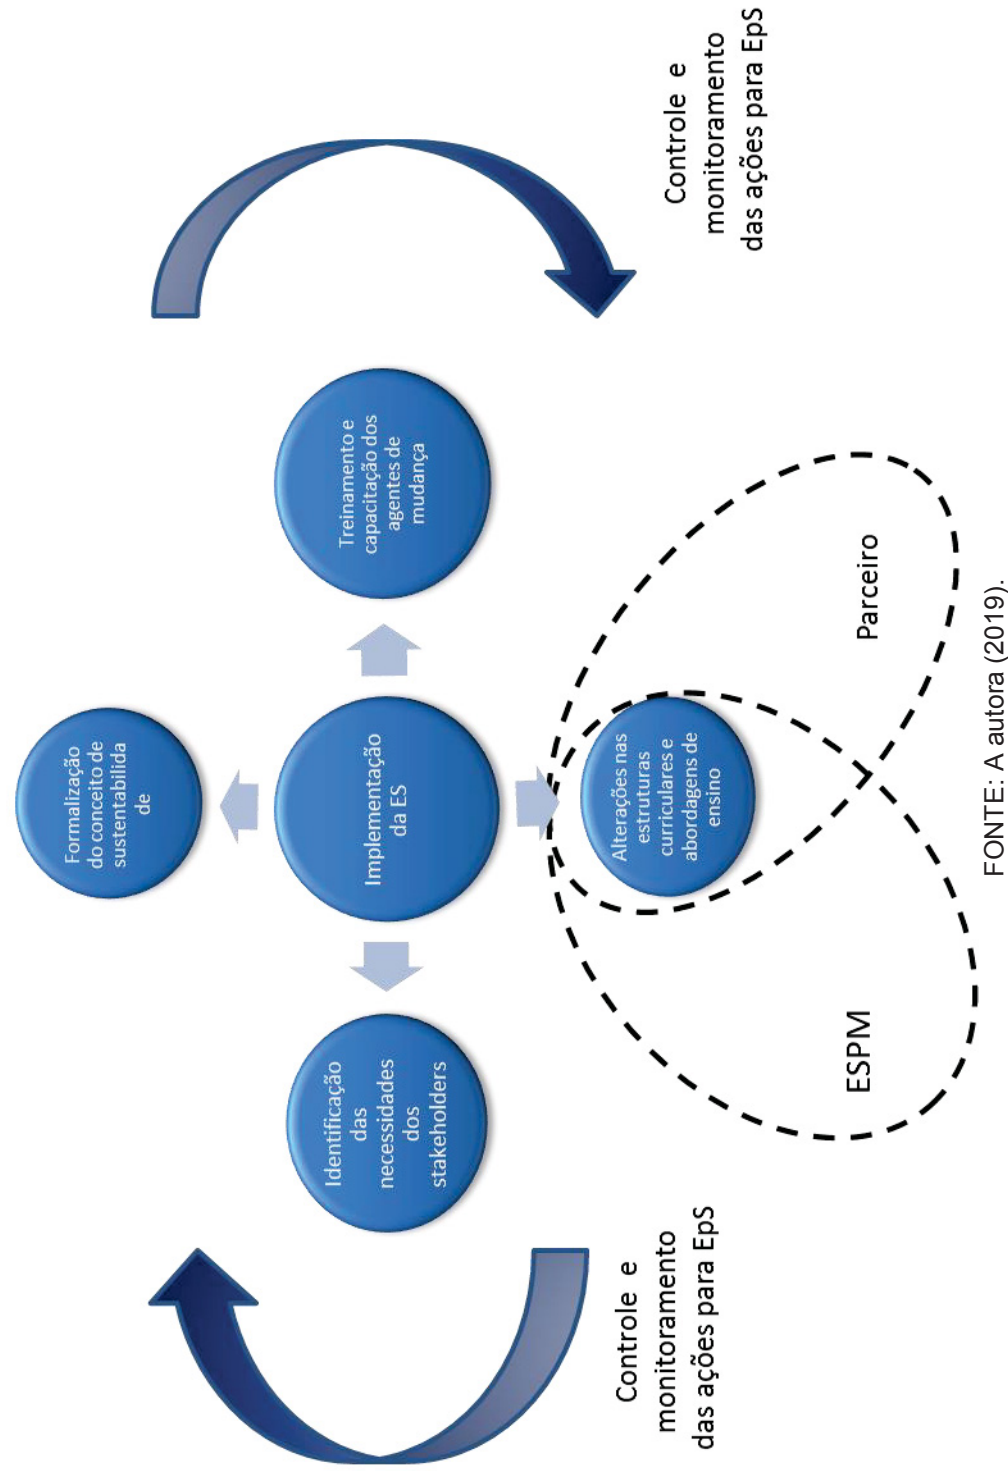 Formalização
do conceito de
sustentabilida
de
Identificação
das
necessidades
dos
stakeholders
Implementação
da ES
Treinamento e
capacitação dos
agentes de
mudança
Alterações nas
estruturas
curriculares e
abordagens de
ensino
Controle e
monitoramento
das ações para EpS
Controle e
monitoramento
das ações para EpS
ESPM
Parceiro
FONTE: A autora (2019).